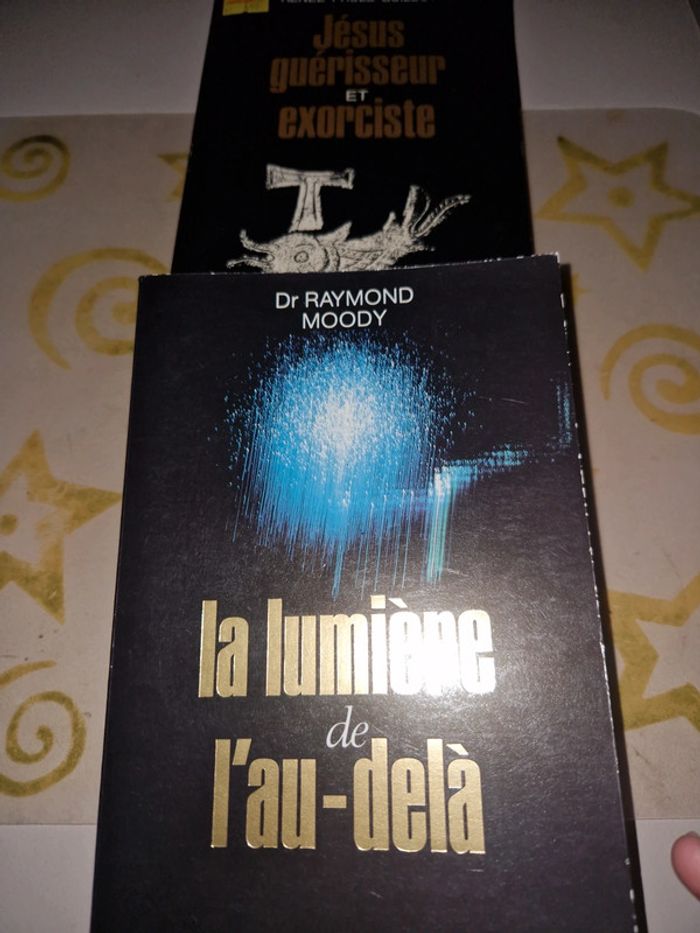 Jésus
guérisseur
ET
exorciste
Dr RAYMOND
MOODY
la lumière
de
l'au-delà